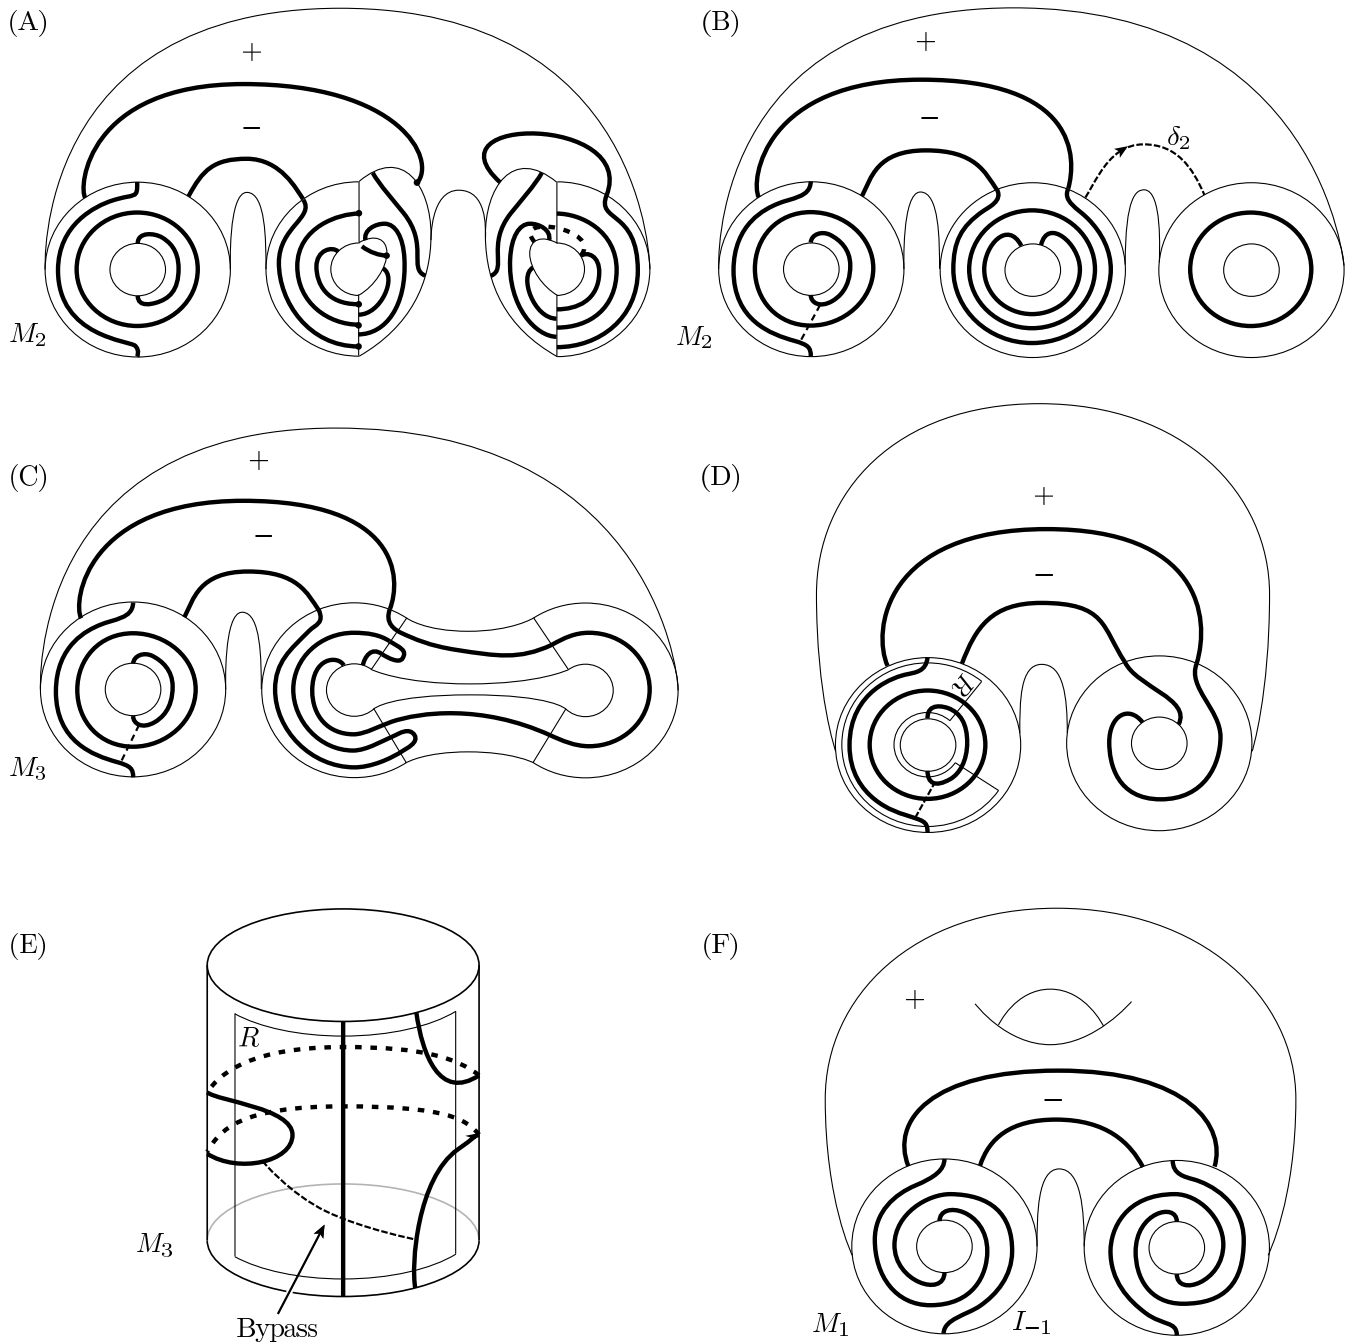 (A)
+
−
M₂
(B)
+
−
δ₂
M₂
(C)
+
−
M₃
(D)
+
−
R
(E)
R
M₃
Bypass
(F)
+
−
M₁
I₋₁